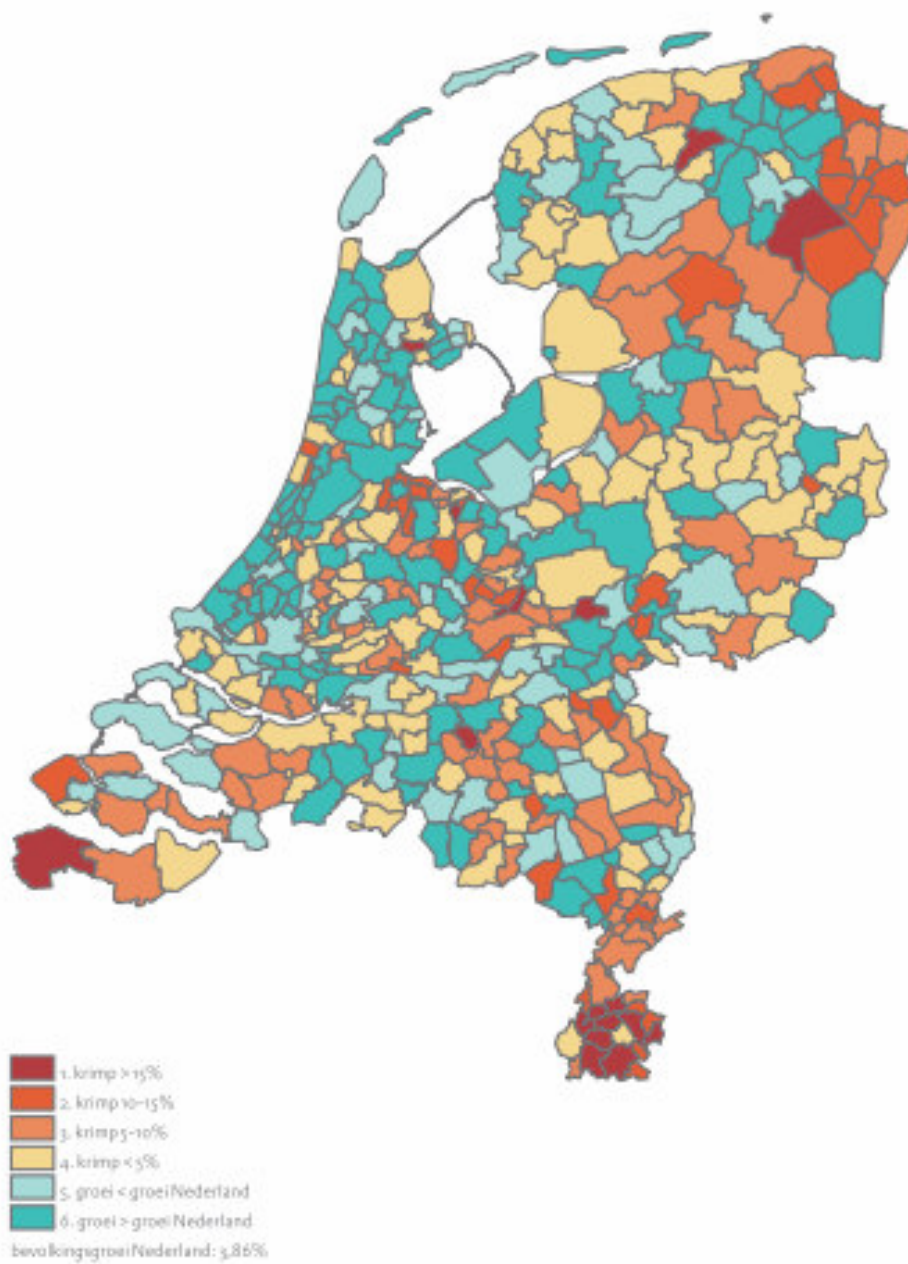 1. krimp > 15%
2. krimp 10-15%
3. krimp 5-10%
4. krimp < 5%
5. groei < groei Nederland
6. groei > groei Nederland
bevolkingsgroei Nederland: 3,86%